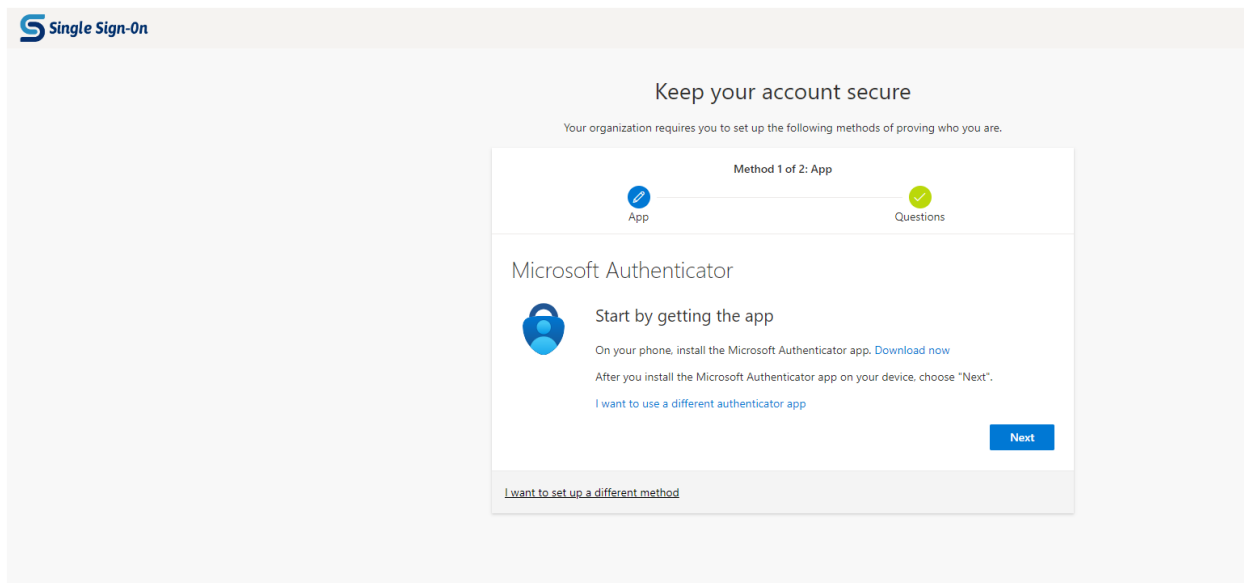 Single Sign-On
Keep your account secure
Your organization requires you to set up the following methods of proving who you are.
Method 1 of 2: App
App
Questions
Microsoft Authenticator
Start by getting the app
On your phone, install the Microsoft Authenticator app. Download now
After you install the Microsoft Authenticator app on your device, choose "Next".
I want to use a different authenticator app
Next
I want to set up a different method